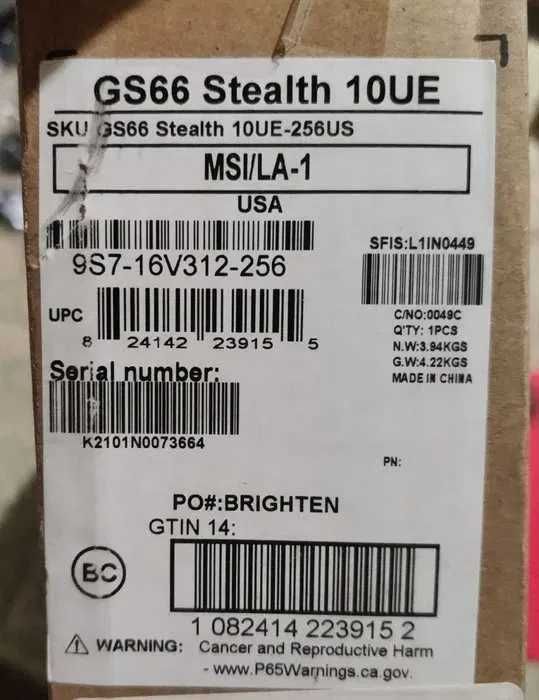 GS66 Stealth 10UE
SKU GS66 Stealth 10UE-256US
MSI/LA-1
USA
9S7-16V312-256
SFIS:L1IN0449
UPC
8 24142 23915 5
C/NO:0049C
Q'TY: 1PCS
N.W:3.94KGS
G.W:4.22KGS
MADE IN CHINA
Serial number:
K2101N0073664
PN:
PO#:BRIGHTEN
GTIN 14:
BC
1 082414 223915 2
WARNING: Cancer and Reproductive Harm
- www.P65Warnings.ca.gov.